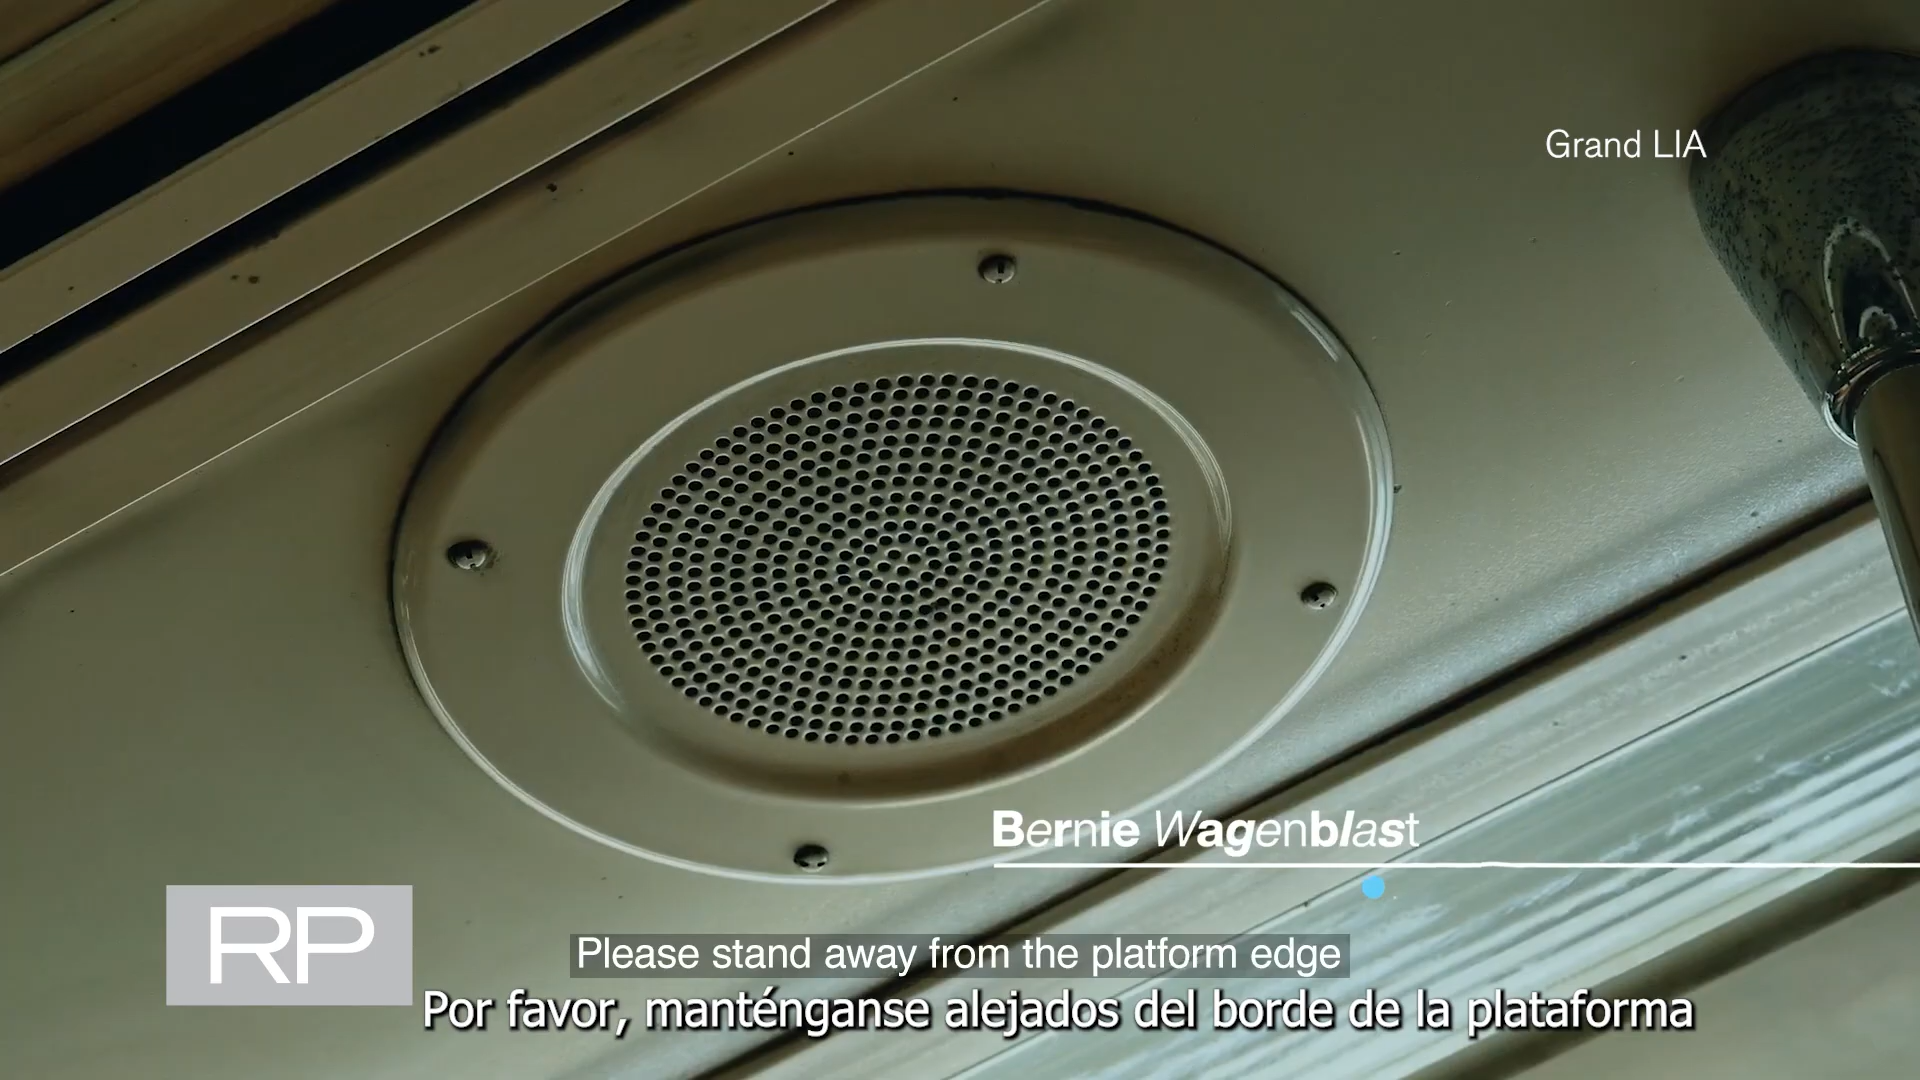 Grand LIA
Bernie Wagenblast
RP
Please stand away from the platform edge
Por favor, manténganse alejados del borde de la plataforma